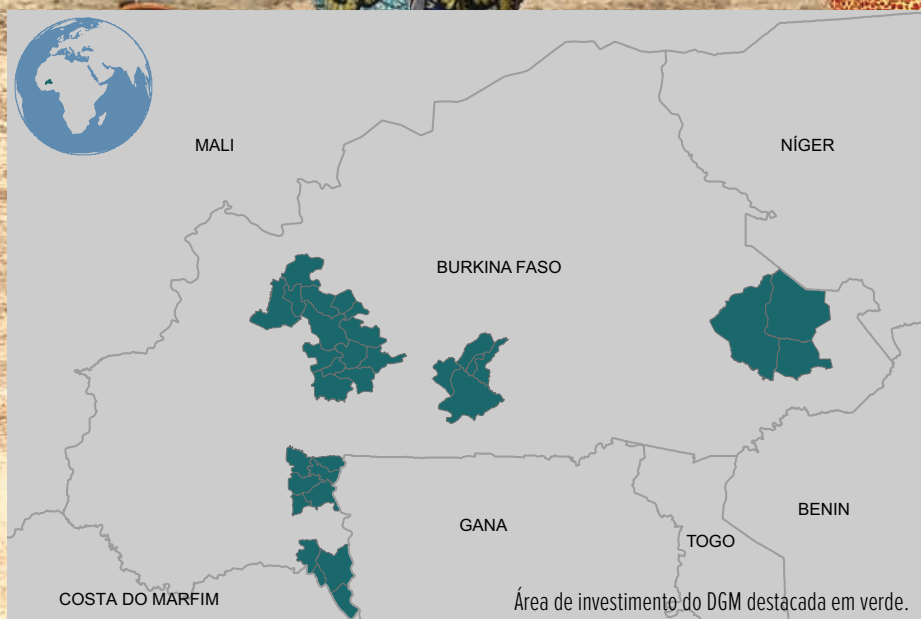 MALI
NÍGER
BURKINA FASO
GANA
BENIN
TOGO
COSTA DO MARFIM
Área de investimento do DGM destacada em verde.